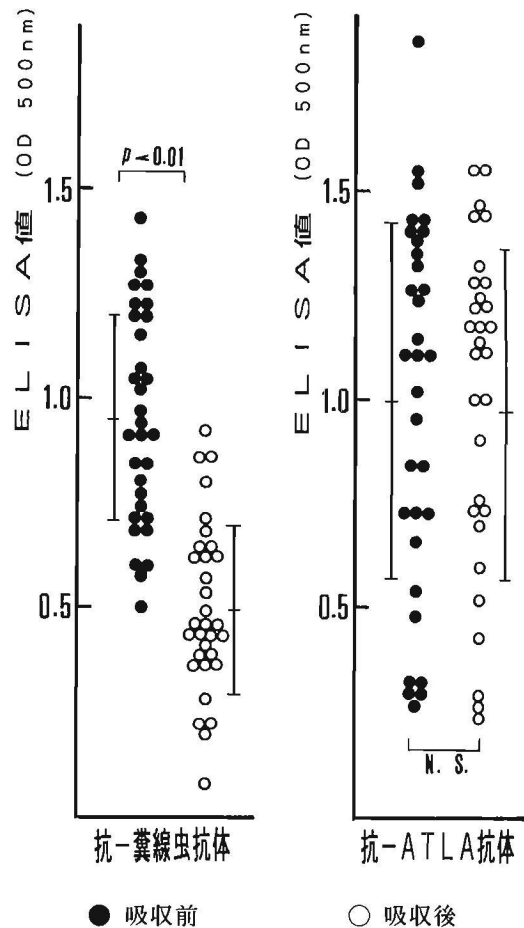 ELISA値 (OD 500nm)
p<0.01
1.5
1.0
0.5
抗-糞線虫抗体
ELISA値 (OD 500nm)
1.5
1.0
0.5
N. S.
抗-ATLA抗体
● 吸収前
○ 吸収後